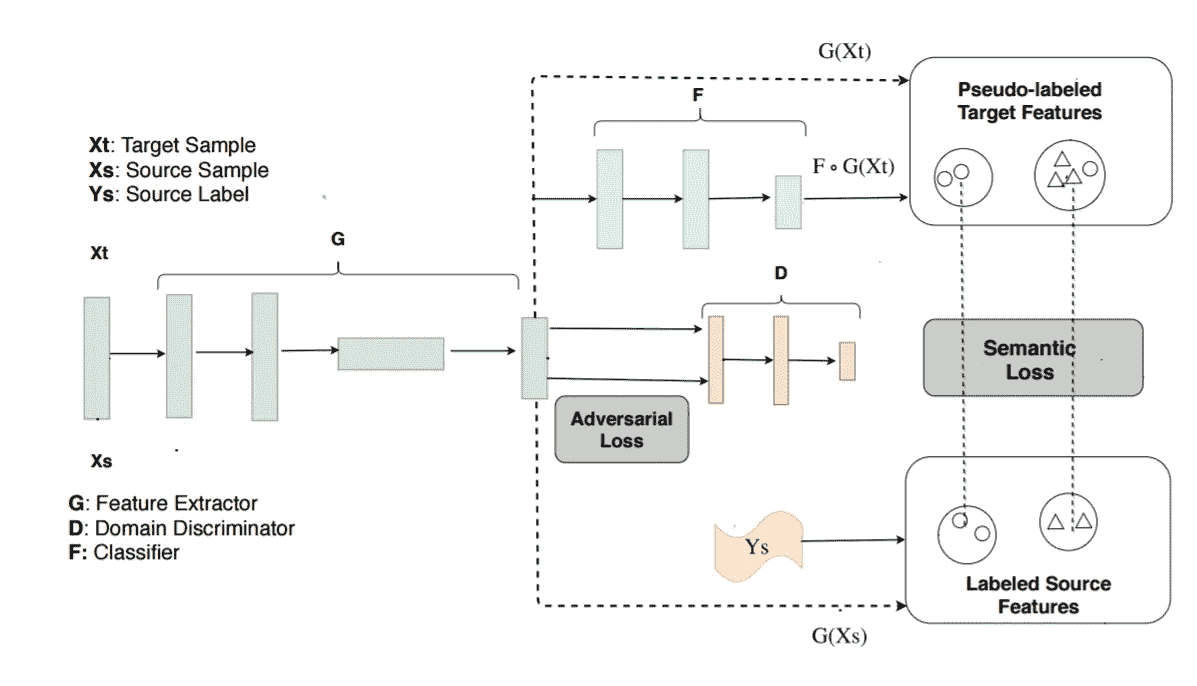 G(Xt)
F
Pseudo-labeled
Target Features
Xt: Target Sample
Xs: Source Sample
Ys: Source Label
F∘G(Xt)
Xt
G
D
Semantic
Loss
Adversarial
Loss
Xs
G: Feature Extractor
D: Domain Discriminator
F: Classifier
Ys
Labeled Source
Features
G(Xs)